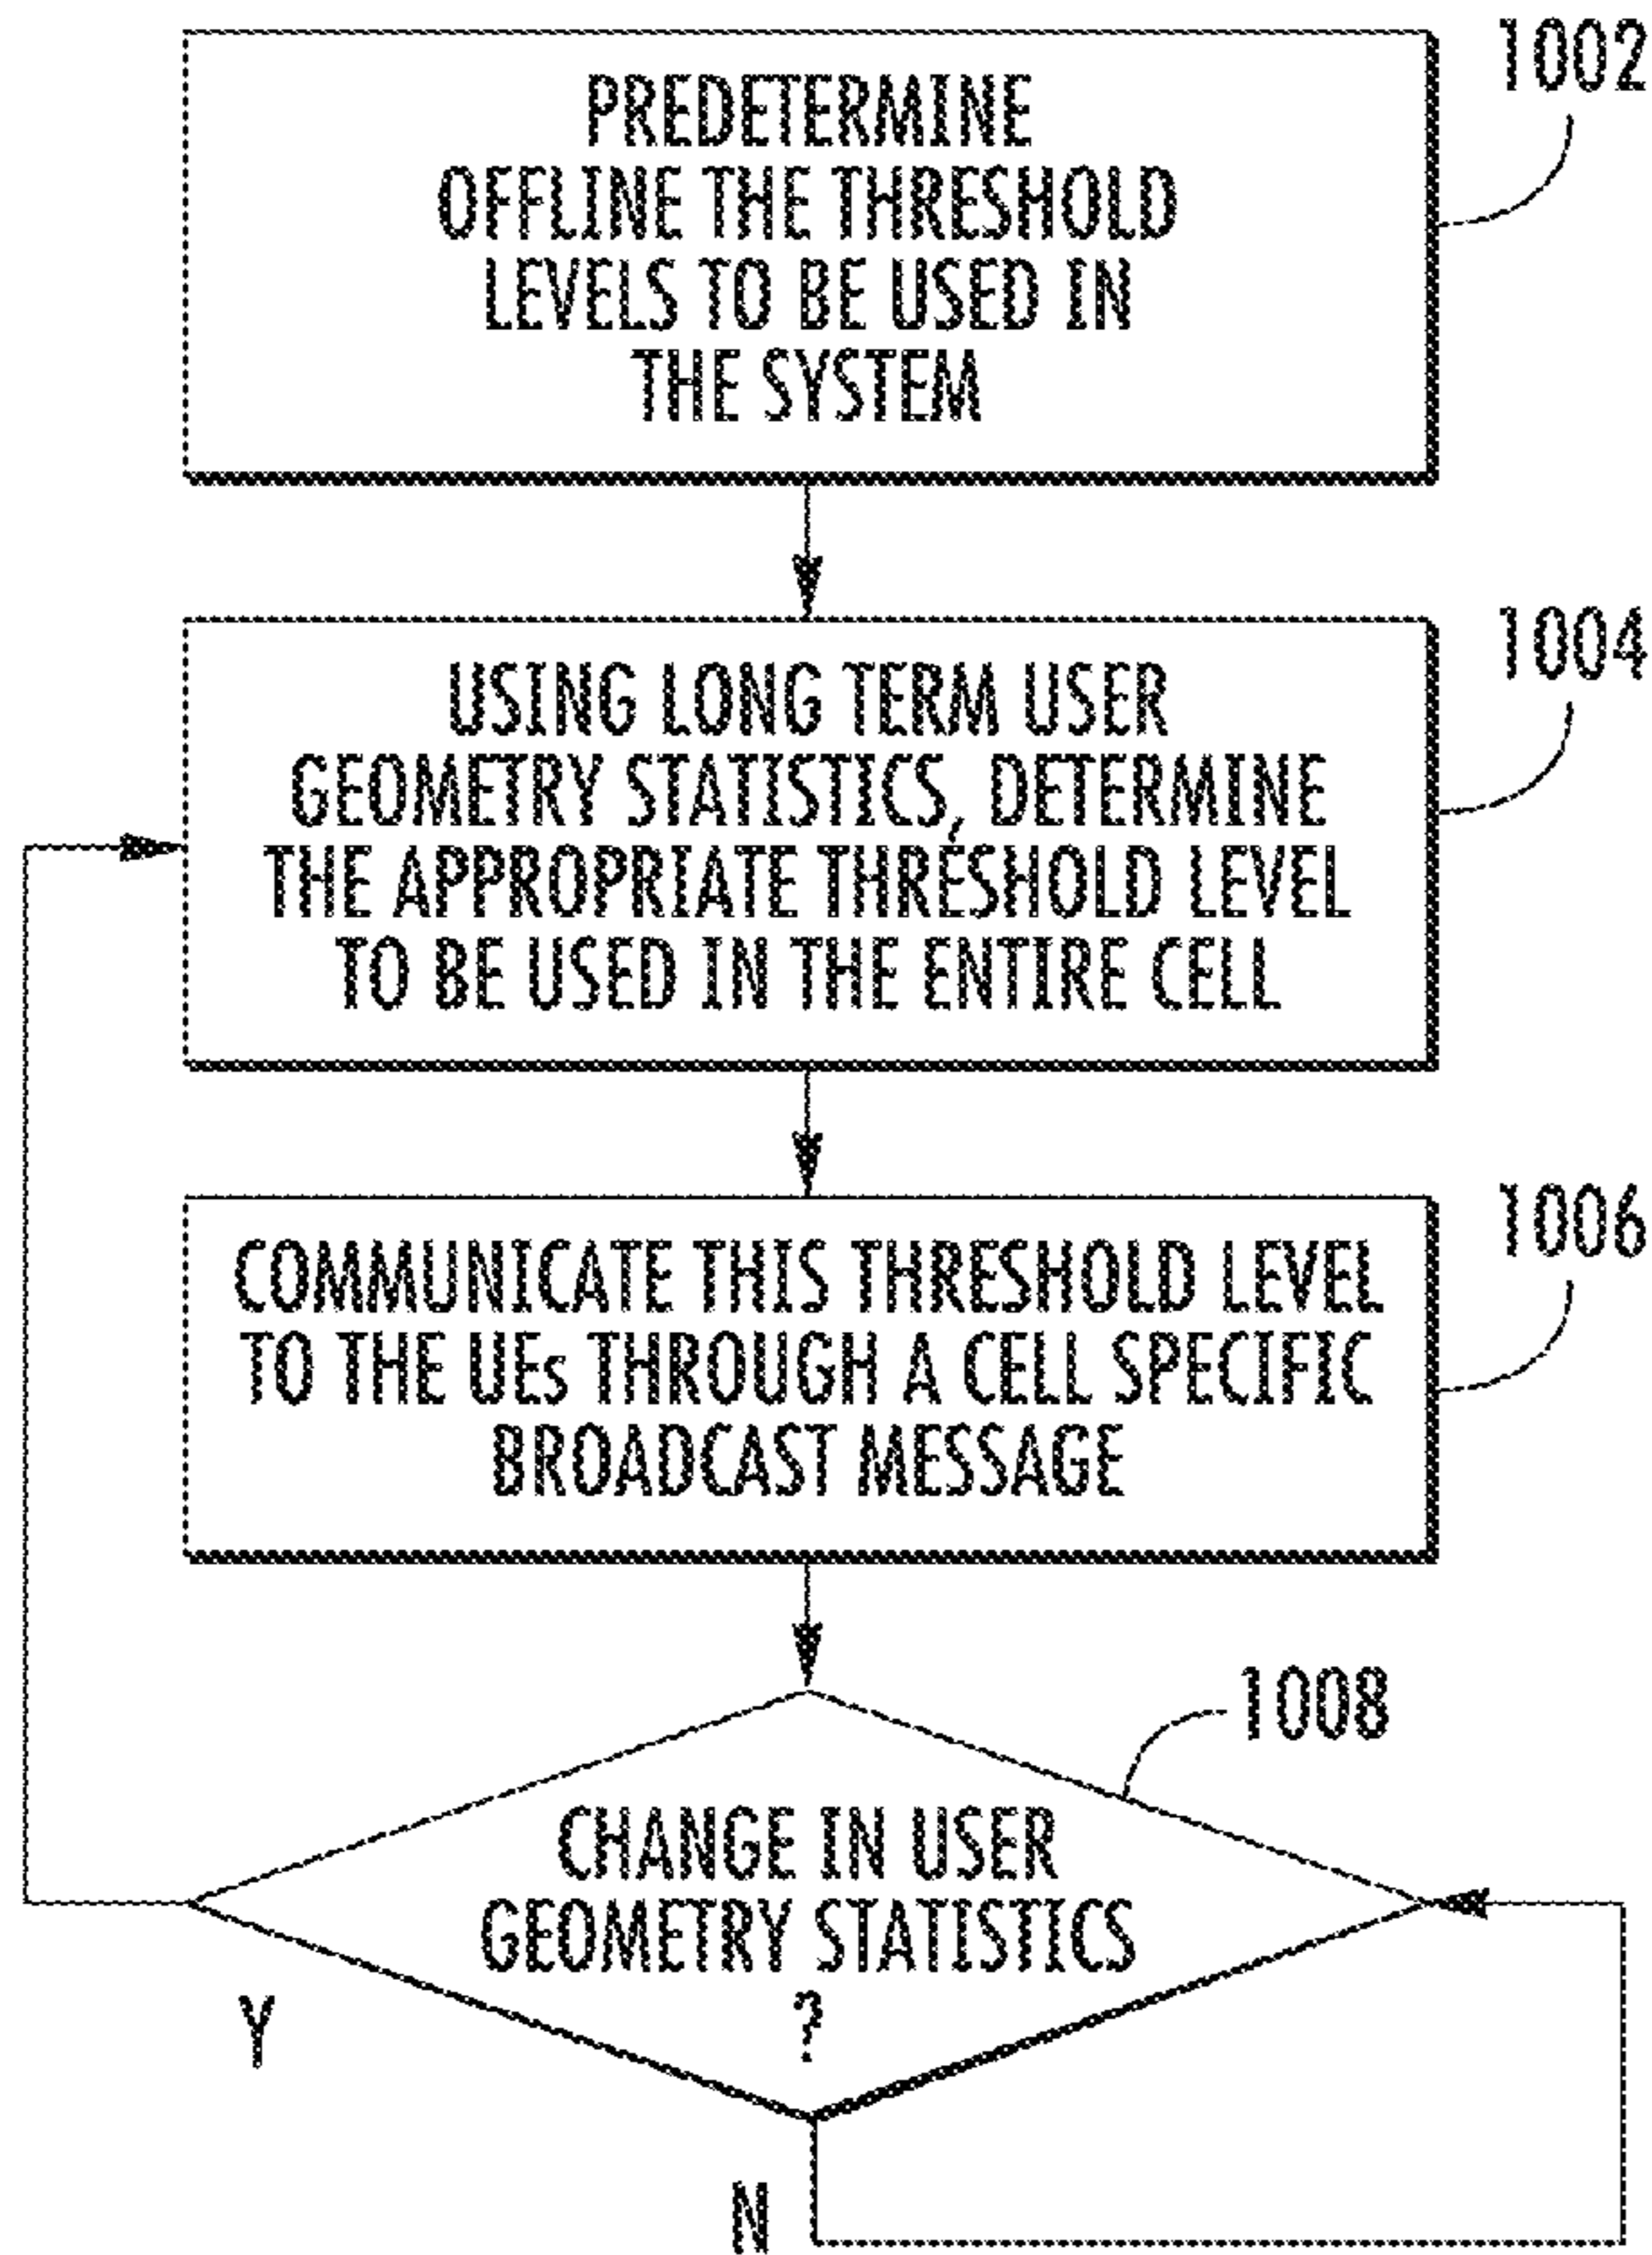 1002
PREDETERMINE
OFFLINE THE THRESHOLD
LEVELS TO BE USED IN
THE SYSTEM
1004
USING LONG TERM USER
GEOMETRY STATISTICS, DETERMINE
THE APPROPRIATE THRESHOLD LEVEL
TO BE USED IN THE ENTIRE CELL
1006
COMMUNICATE THIS THRESHOLD LEVEL
TO THE UEs THROUGH A CELL SPECIFIC
BROADCAST MESSAGE
1008
CHANGE IN USER
GEOMETRY STATISTICS
?
Y
N